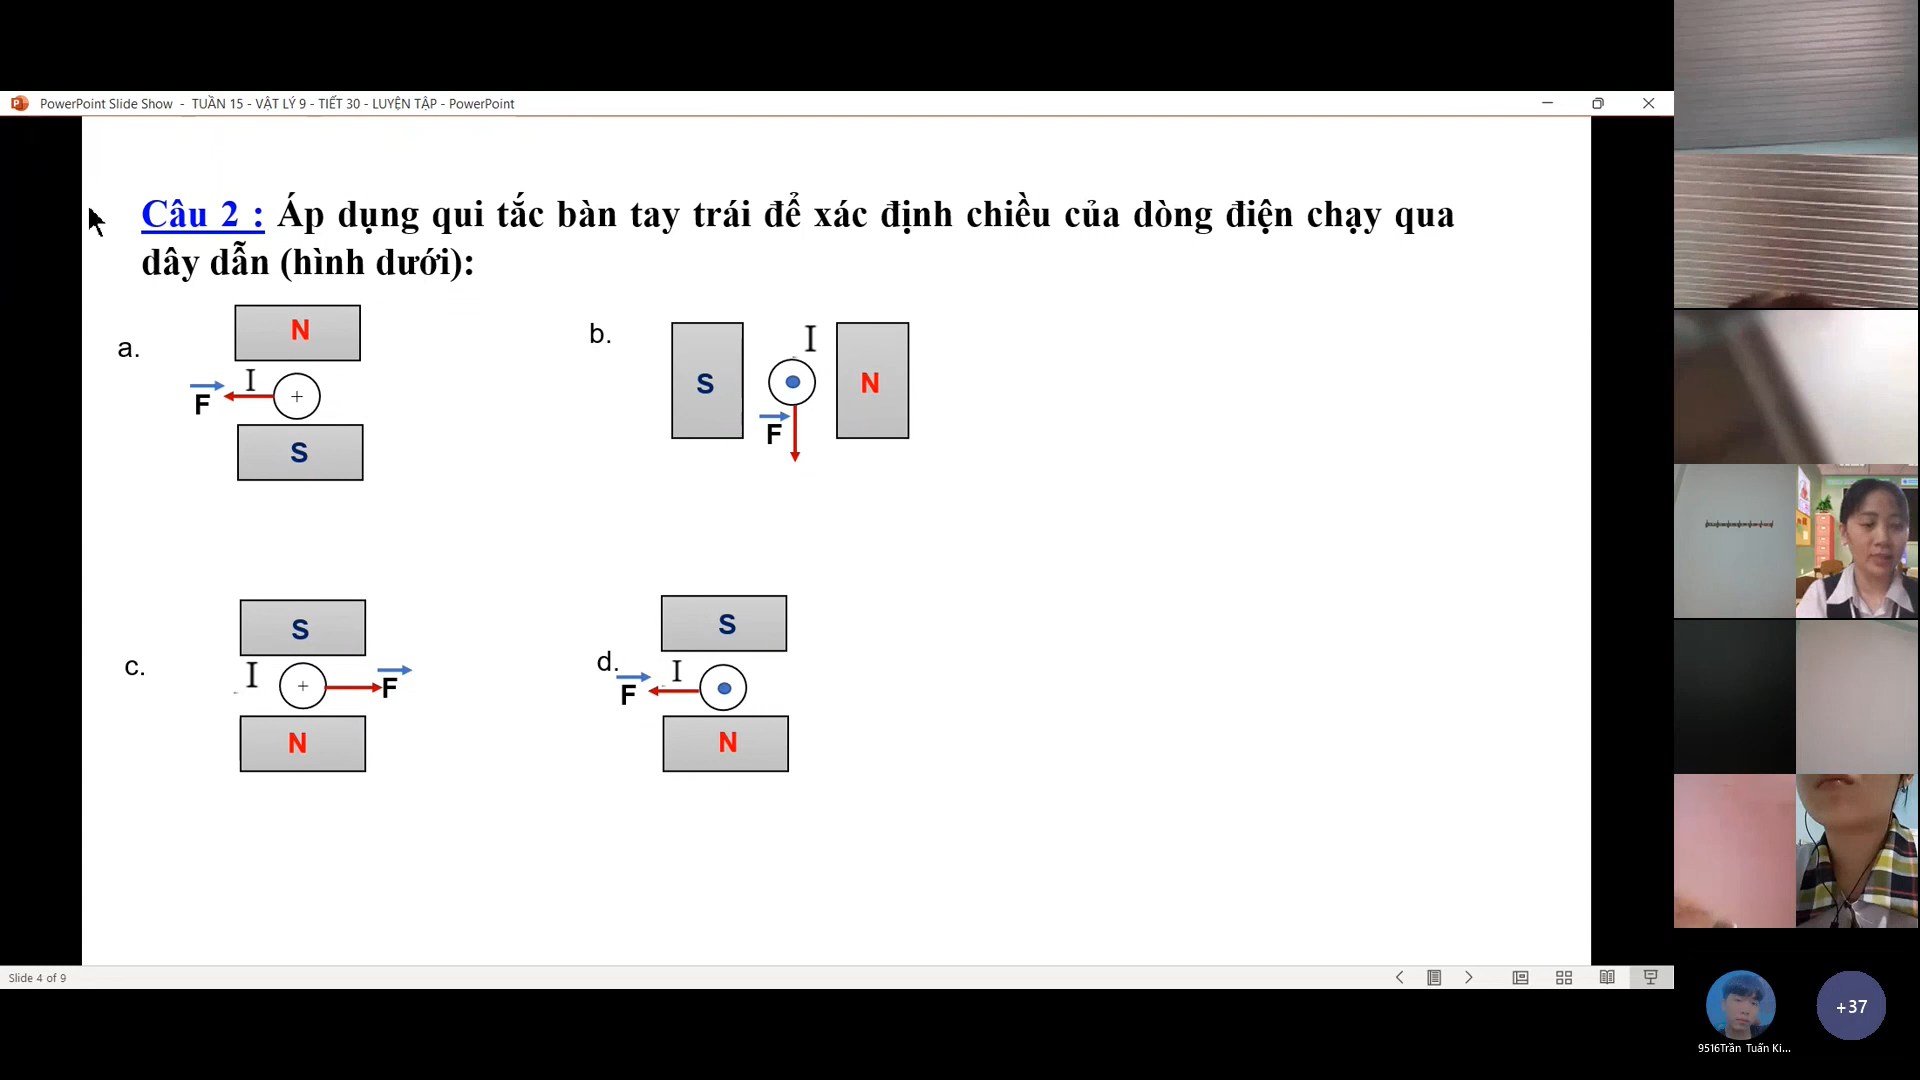 PowerPoint Slide Show - TUẦN 15 - VẬT LÝ 9 - TIẾT 30 - LUYỆN TẬP - PowerPoint
Câu 2 : Áp dụng qui tắc bàn tay trái để xác định chiều của dòng điện chạy qua
dây dẫn (hình dưới):
a.
N
I
F
+
S
b.
S
I
F
N
c.
S
I
+
F
N
d.
S
I
F
N
Slide 4 of 9
+37
9516Trần Tuấn Ki...